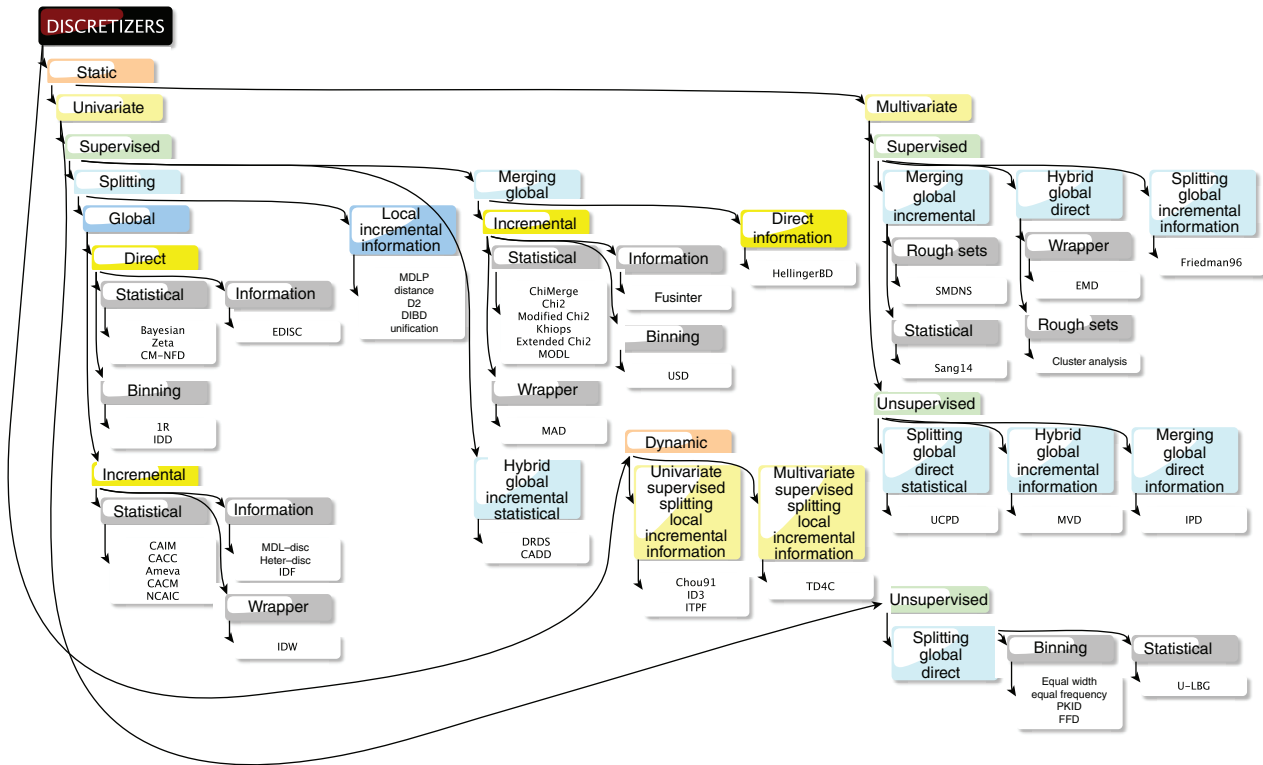 DISCRETIZERS
Static
Univariate
Supervised
Splitting
Global
Direct
Statistical
Bayesian
Zeta
CM-NFD
Information
EDISC
Binning
1R
IDD
Incremental
Statistical
CAIM
CACC
Ameva
CACM
NCAIC
Information
MDL–disc
Heter–disc
IDF
Wrapper
IDW
Local
incremental
information
MDLP
distance
D2
DIBD
unification
Merging
global
Incremental
Statistical
ChiMerge
Chi2
Modified Chi2
Khiops
Extended Chi2
MODL
Information
Fusinter
Binning
USD
Wrapper
MAD
Direct
information
HellingerBD
Hybrid
global
incremental
statistical
DRDS
CADD
Dynamic
Univariate
supervised
splitting
local
incremental
information
Chou91
ID3
ITPF
Multivariate
supervised
splitting
local
incremental
information
TD4C
Multivariate
Supervised
Merging
global
incremental
Rough sets
SMDNS
Statistical
Sang14
Hybrid
global
direct
Wrapper
EMD
Rough sets
Cluster analysis
Splitting
global
incremental
information
Friedman96
Unsupervised
Splitting
global
direct
statistical
UCPD
Hybrid
global
incremental
information
MVD
Merging
global
direct
information
IPD
Unsupervised
Splitting
global
direct
Binning
Equal width
equal frequency
PKID
FFD
Statistical
U–LBG